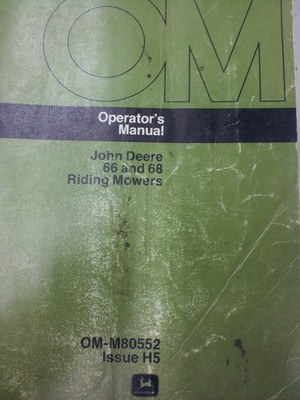 OM
Operator's
Manual
John Deere
66 and 68
Riding Mowers
OM-M80552
Issue H5